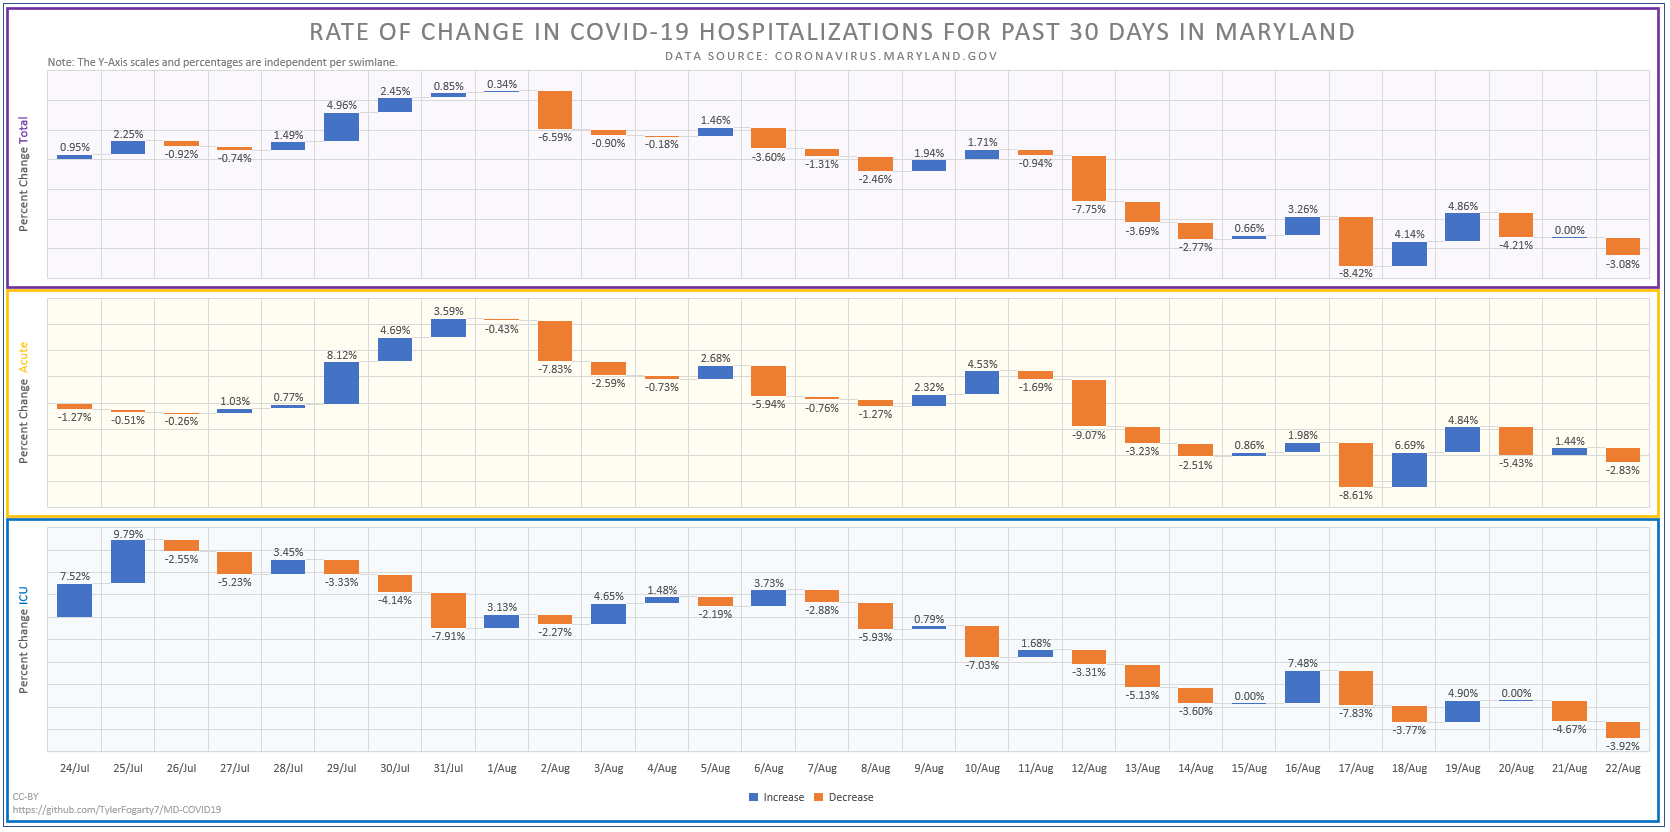 RATE OF CHANGE IN COVID-19 HOSPITALIZATIONS FOR PAST 30 DAYS IN MARYLAND
DATA SOURCE: CORONAVIRUS.MARYLAND.GOV
Note: The Y-Axis scales and percentages are independent per swimlane.
Percent Change Total
0.95% 2.25% -0.92% -0.74% 1.49% 4.96% 2.45% 0.85% 0.34% -6.59% -0.90% -0.18% 1.46% -3.60% -1.31% -2.46% 1.94% 1.71% -0.94% -7.75% -3.69% -2.77% 0.66% 3.26% -8.42% 4.14% 4.86% -4.21% 0.00% -3.08%
Percent Change Acute
-1.27% -0.51% -0.26% 1.03% 0.77% 8.12% 4.69% 3.59% -0.43% -7.83% -2.59% -0.73% 2.68% -5.94% -0.76% -1.27% 2.32% 4.53% -1.69% -9.07% -3.23% -2.51% 0.86% 1.98% -8.61% 6.69% 4.84% -5.43% 1.44% -2.83%
Percent Change ICU
7.52% 9.79% -2.55% -5.23% 3.45% -3.33% -4.14% -7.91% 3.13% -2.27% 4.65% 1.48% -2.19% 3.73% -2.88% -5.93% 0.79% -7.03% 1.68% -3.31% -5.13% -3.60% 0.00% 7.48% -7.83% -3.77% 4.90% 0.00% -4.67% -3.92%
24/Jul 25/Jul 26/Jul 27/Jul 28/Jul 29/Jul 30/Jul 31/Jul 1/Aug 2/Aug 3/Aug 4/Aug 5/Aug 6/Aug 7/Aug 8/Aug 9/Aug 10/Aug 11/Aug 12/Aug 13/Aug 14/Aug 15/Aug 16/Aug 17/Aug 18/Aug 19/Aug 20/Aug 21/Aug 22/Aug
Increase Decrease
CC-BY
https://github.com/TylerFogarty7/MD-COVID19